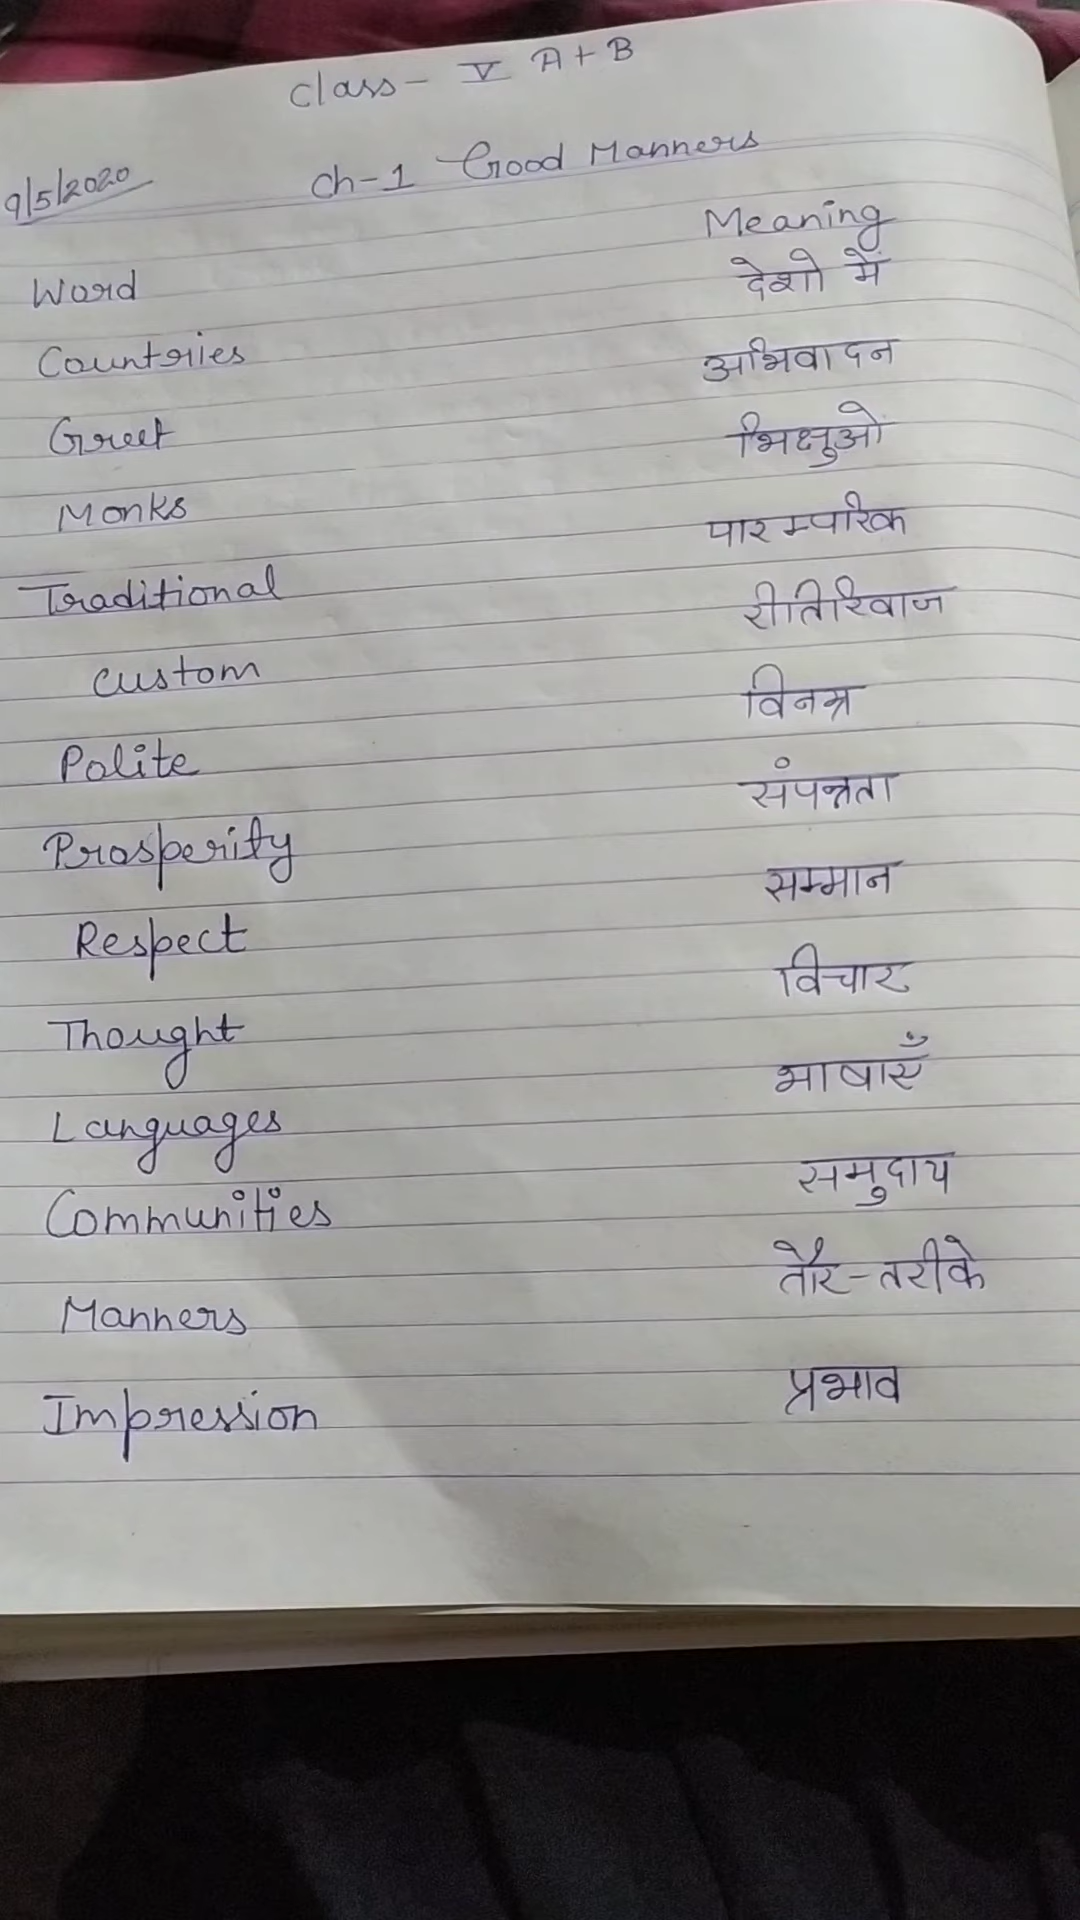 Class- V A+B
9/5/2020 Ch-1 Good Manners
Word Meaning
Countries देशो में
Greet अभिवादन
Monks भिक्षुओ
Traditional पारम्परिक
Custom रीतिरिवाज
Polite विनम्र
Prosperity संपन्नता
Respect सम्मान
Thought विचार
Languages भाषाएँ
Communities समुदाय
Manners तौर-तरीके
Impression प्रभाव